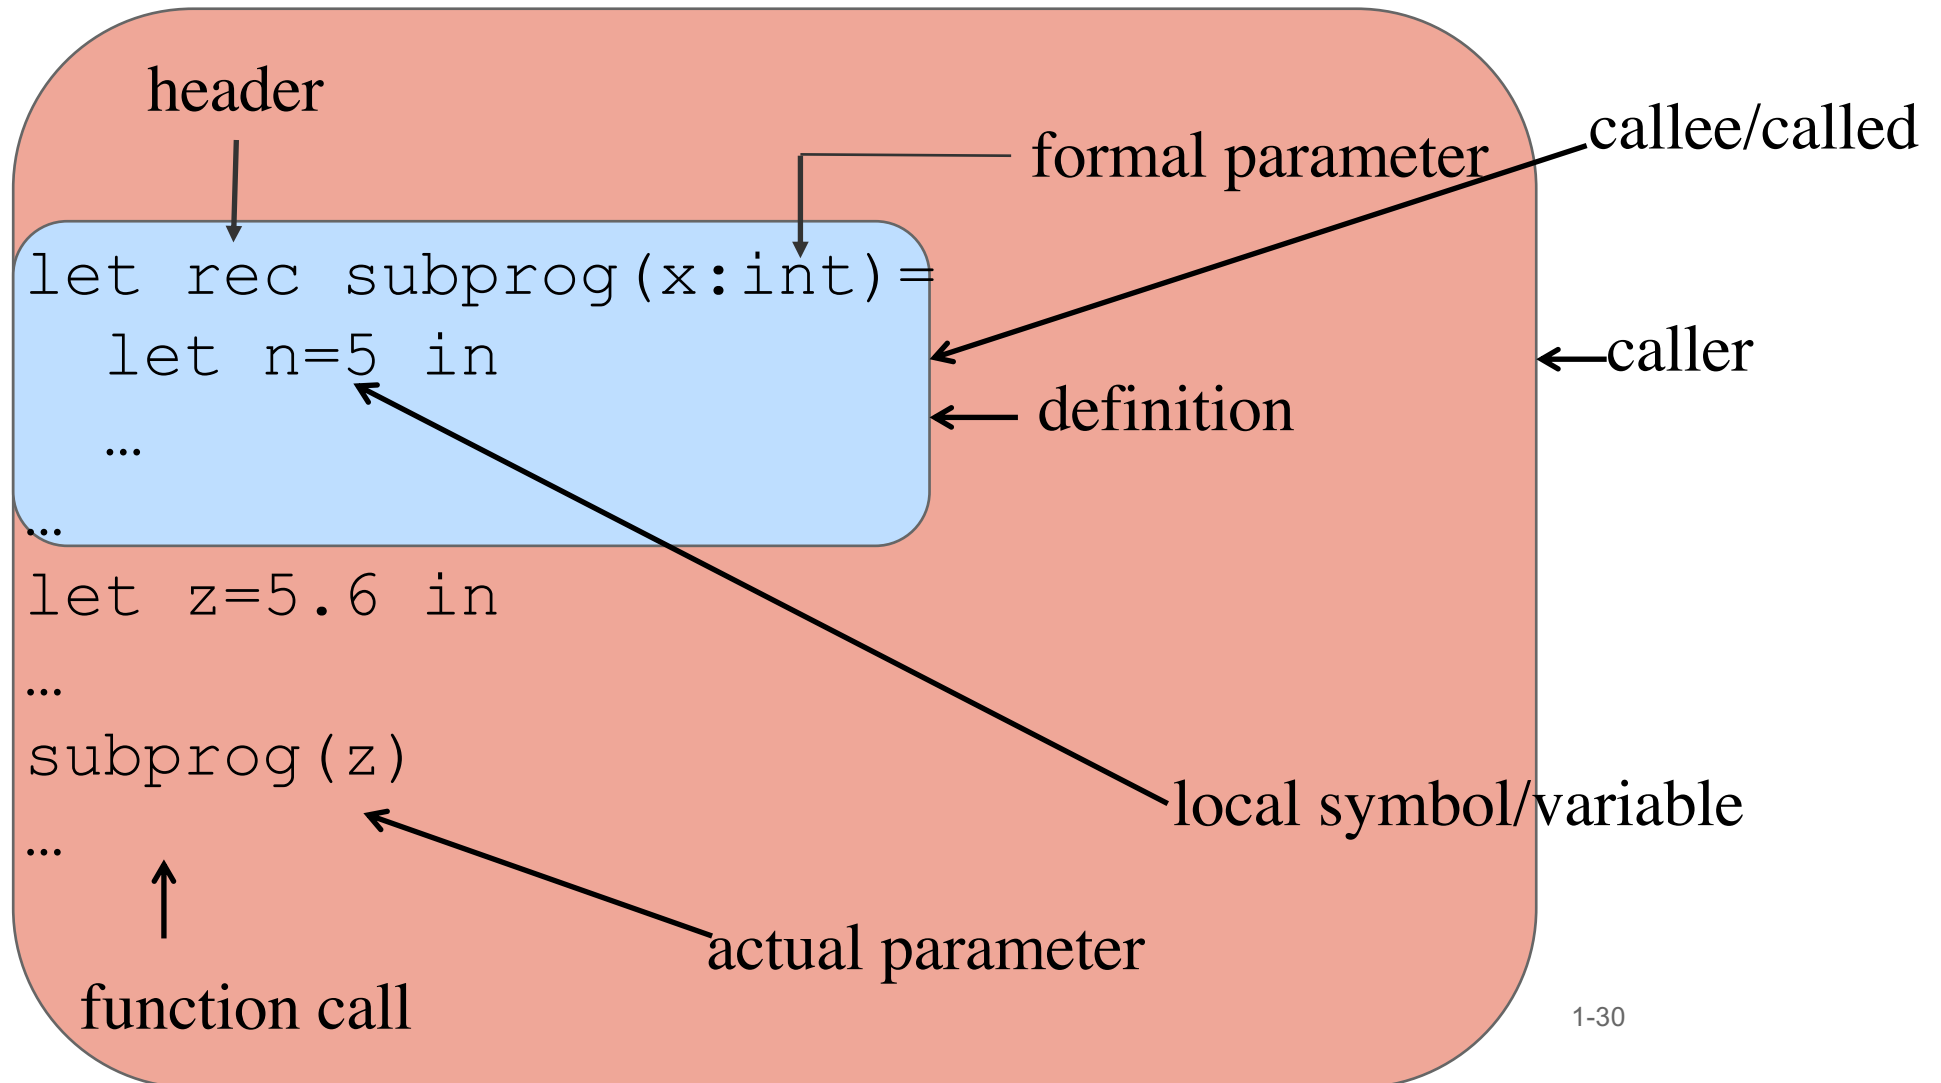 header
callee/called
formal parameter
let rec subprog(x:int)=
let n=5 in
caller
definition
…
…
let z=5.6 in
…
subprog(z)
local symbol/variable
…
actual parameter
function call
1-30